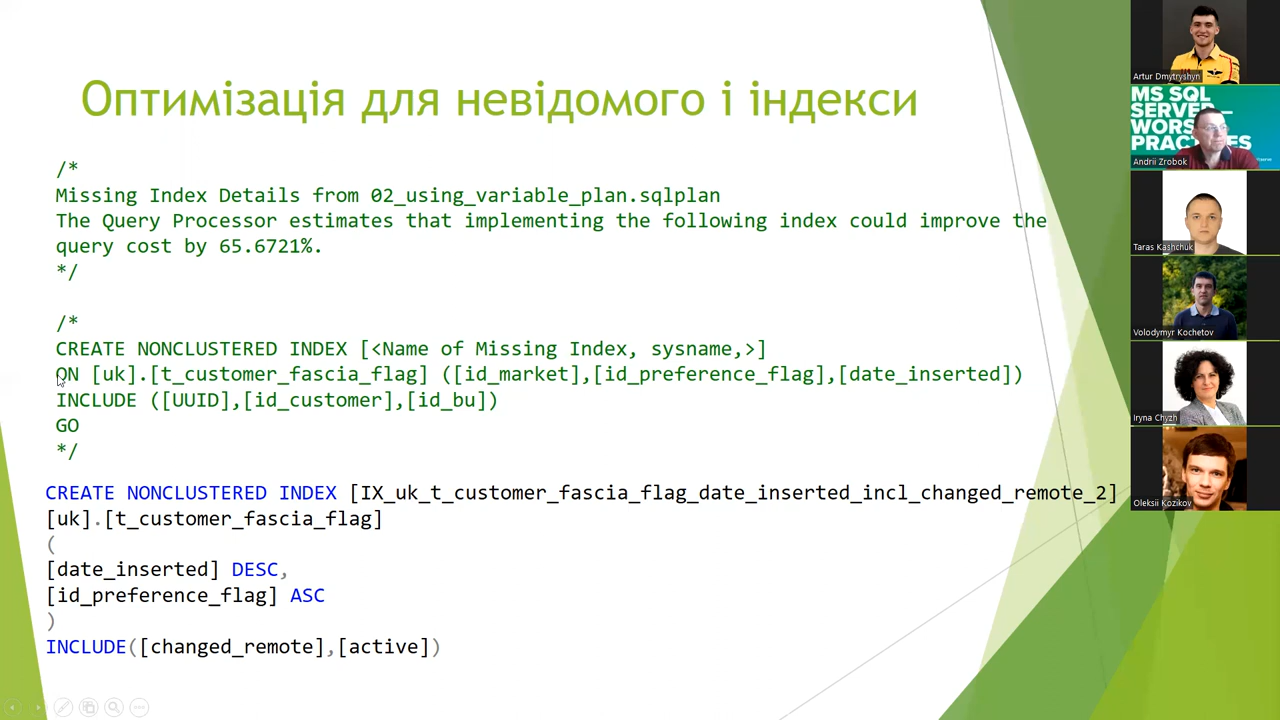 Оптимізація для невідомого і індекси
/*
Missing Index Details from 02_using_variable_plan.sqlplan
The Query Processor estimates that implementing the following index could improve the
query cost by 65.6721%.
*/
/*
CREATE NONCLUSTERED INDEX [<Name of Missing Index, sysname,>]
ON [uk].[t_customer_fascia_flag] ([id_market],[id_preference_flag],[date_inserted])
INCLUDE ([UUID],[id_customer],[id_bu])
GO
*/
CREATE NONCLUSTERED INDEX [IX_uk_t_customer_fascia_flag_date_inserted_incl_changed_remote_2]
[uk].[t_customer_fascia_flag]
(
[date_inserted] DESC,
[id_preference_flag] ASC
)
INCLUDE([changed_remote],[active])
Artur Dmytryshyn
MS SQL
SERVER—
Andrii Zrobok
Taras Kashchuk
Volodymyr Kochetov
Iryna Chyzh
Oleksii Kozikov